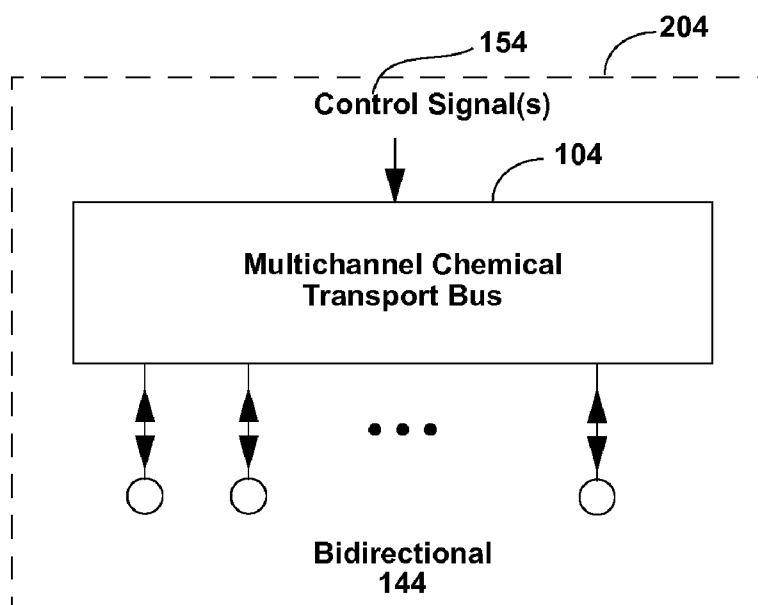 204
154
Control Signal(s)
104
Multichannel Chemical
Transport Bus
Bidirectional
144